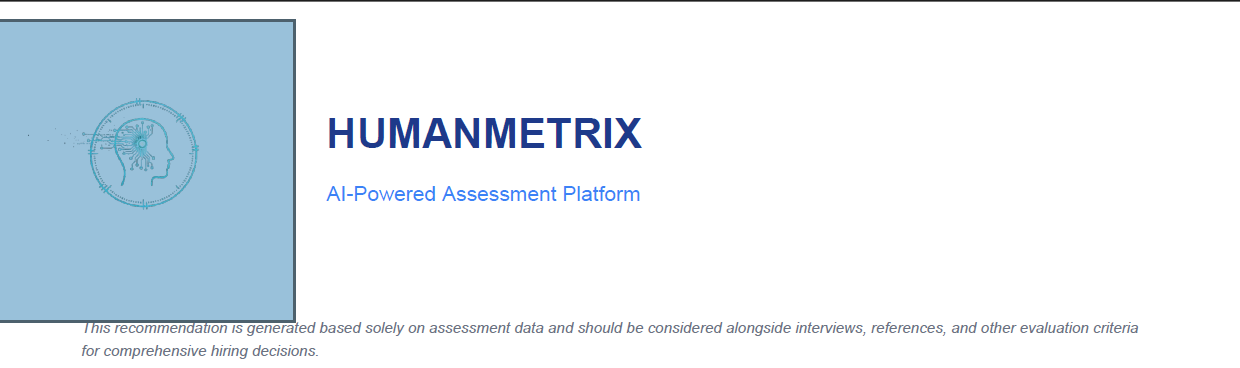 HUMANMETRIX
AI-Powered Assessment Platform
This recommendation is generated based solely on assessment data and should be considered alongside interviews, references, and other evaluation criteria
for comprehensive hiring decisions.